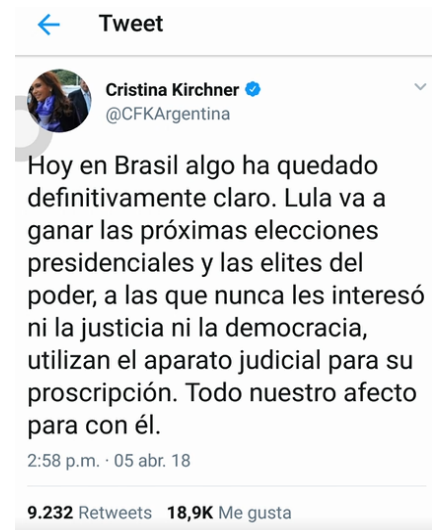 Tweet
Cristina Kirchner
@CFKArgentina
Hoy en Brasil algo ha quedado
definitivamente claro. Lula va a
ganar las próximas elecciones
presidenciales y las elites del
poder, a las que nunca les interesó
ni la justicia ni la democracia,
utilizan el aparato judicial para su
proscripción. Todo nuestro afecto
para con él.
2:58 p.m. · 05 abr. 18
9.232 Retweets 18,9K Me gusta